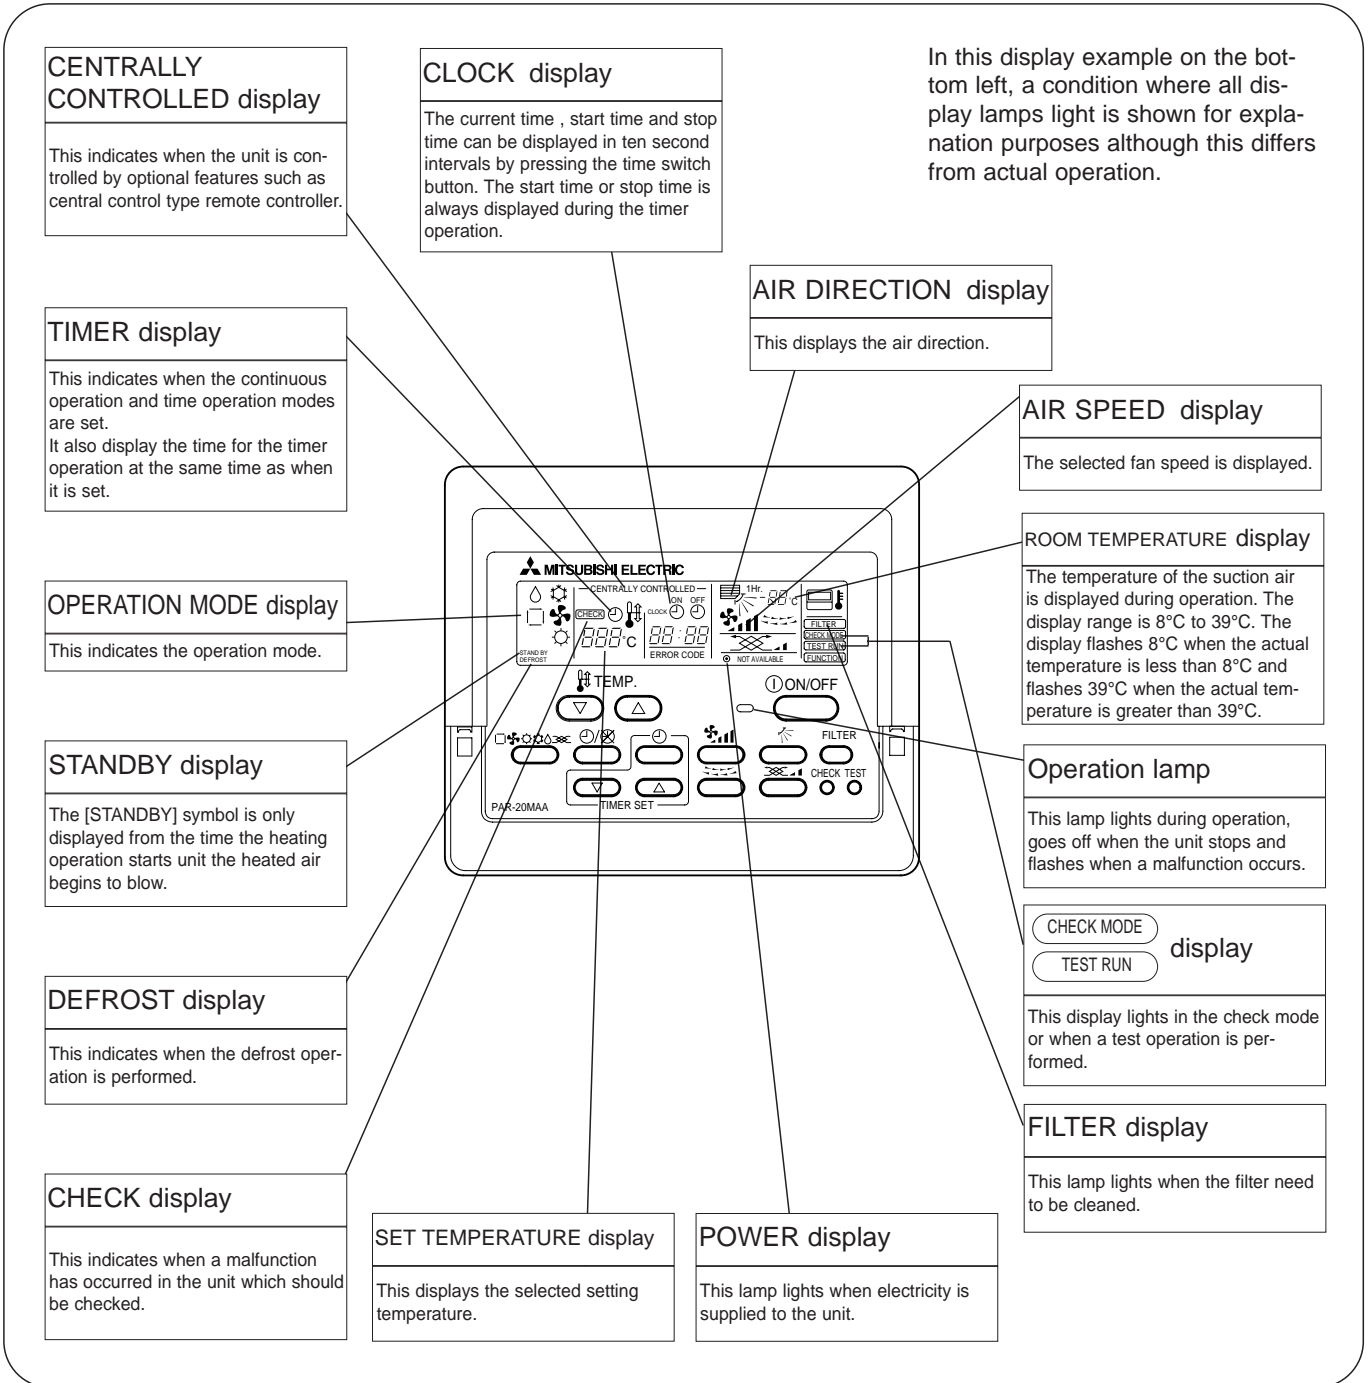 CENTRALLY
CONTROLLED display
This indicates when the unit is con-
trolled by optional features such as
central control type remote controller.
CLOCK display
The current time , start time and stop
time can be displayed in ten second
intervals by pressing the time switch
button. The start time or stop time is
always displayed during the timer
operation.
In this display example on the bot-
tom left, a condition where all dis-
play lamps light is shown for expla-
nation purposes although this differs
from actual operation.
AIR DIRECTION display
This displays the air direction.
TIMER display
This indicates when the continuous
operation and time operation modes
are set.
It also display the time for the timer
operation at the same time as when
it is set.
AIR SPEED display
The selected fan speed is displayed.
ROOM TEMPERATURE display
The temperature of the suction air
is displayed during operation. The
display range is 8°C to 39°C. The
display flashes 8°C when the actual
temperature is less than 8°C and
flashes 39°C when the actual tem-
perature is greater than 39°C.
OPERATION MODE display
This indicates the operation mode.
MITSUBISHI ELECTRIC
CENTRALLY CONTROLLED
ON OFF
CLOCK
CHECK
88:88
888°C
ERROR CODE
STAND BY
DEFROST
1Hr.
88°C
NOT AVAILABLE
FILTER
CHECK MODE
TEST RUN
FUNCTION
TEMP.
ON/OFF
FILTER
CHECK TEST
TIMER SET
PAR-20MAA
STANDBY display
The [STANDBY] symbol is only
displayed from the time the heating
operation starts unit the heated air
begins to blow.
Operation lamp
This lamp lights during operation,
goes off when the unit stops and
flashes when a malfunction occurs.
CHECK MODE
TEST RUN
display
This display lights in the check mode
or when a test operation is per-
formed.
DEFROST display
This indicates when the defrost oper-
ation is performed.
FILTER display
This lamp lights when the filter need
to be cleaned.
CHECK display
This indicates when a malfunction
has occurred in the unit which should
be checked.
SET TEMPERATURE display
This displays the selected setting
temperature.
POWER display
This lamp lights when electricity is
supplied to the unit.